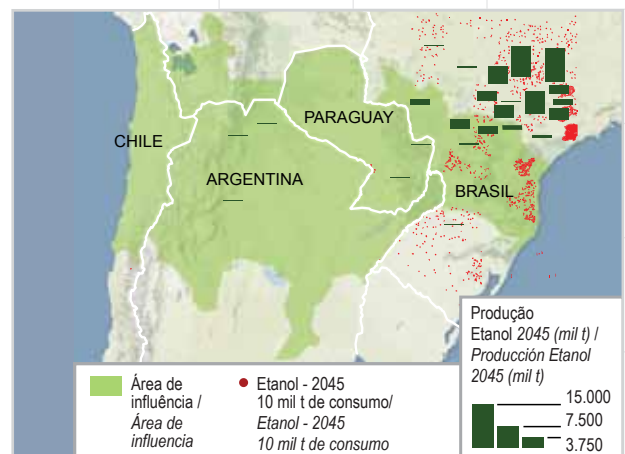 PARAGUAY
CHILE
ARGENTINA
BRASIL
Produção
Etanol 2045 (mil t) /
Producción Etanol
2045 (mil t)
15.000
7.500
3.750
Área de
influência /
Área de
influencia
Etanol - 2045
10 mil t de consumo/
Etanol - 2045
10 mil t de consumo